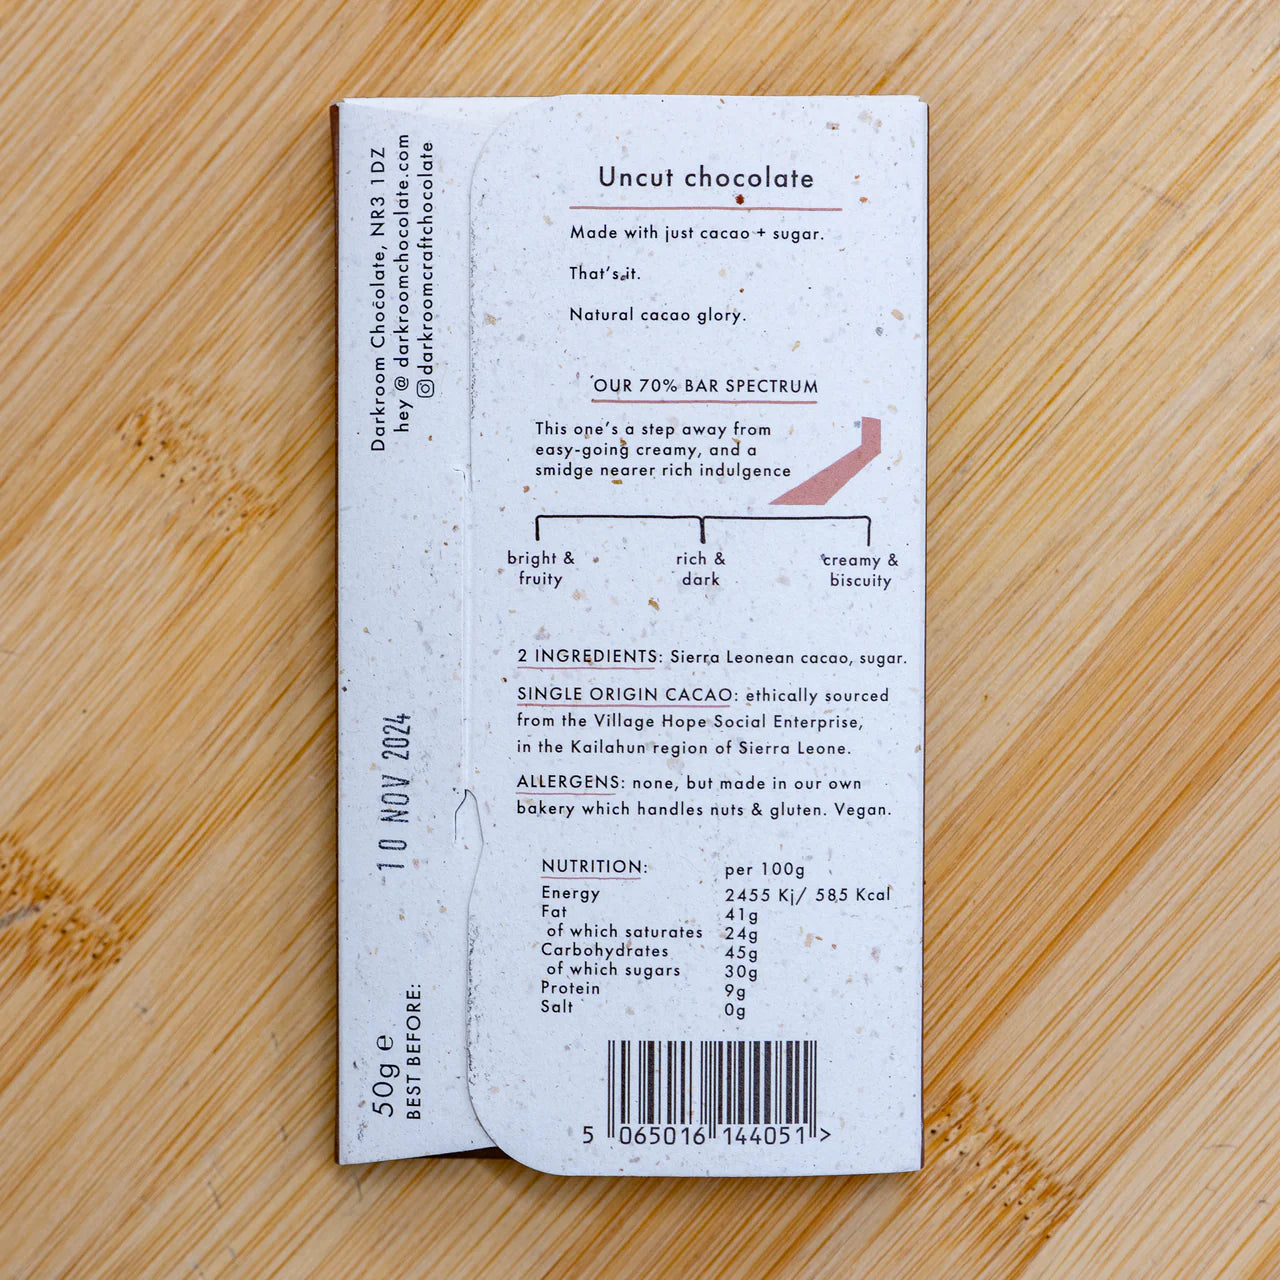 Uncut chocolate
Made with just cacao + sugar.
That's it.
Natural cacao glory.
OUR 70% BAR SPECTRUM
This one's a step away from
easy-going creamy, and a
smidge nearer rich indulgence
bright &
fruity
rich &
dark
creamy &
biscuity
2 INGREDIENTS: Sierra Leonean cacao, sugar.
SINGLE ORIGIN CACAO: ethically sourced
from the Village Hope Social Enterprise,
in the Kailahun region of Sierra Leone.
ALLERGENS: none, but made in our own
bakery which handles nuts & gluten. Vegan.
NUTRITION: per 100g
Energy 2455 Kj/ 585 Kcal
Fat 41g
of which saturates 24g
Carbohydrates 45g
of which sugars 30g
Protein 9g
Salt 0g
5 065016 144051 >
Darkroom Chocolate, NR3 1DZ
hey @ darkroomchocolate.com
darkroomcraftchocolate
10 NOV 2024
50g e
BEST BEFORE: